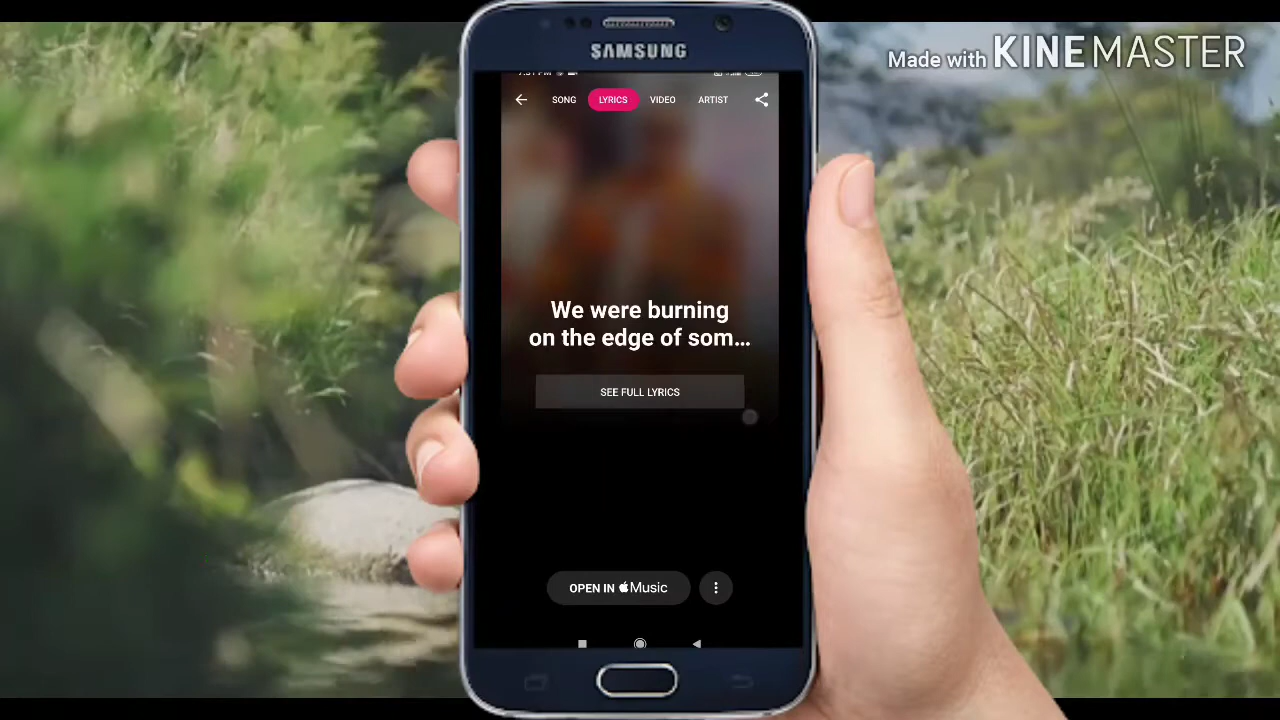 Made with KINEMASTER
SAMSUNG
SONG LYRICS VIDEO ARTIST
We were burning
on the edge of som...
SEE FULL LYRICS
OPEN IN Music